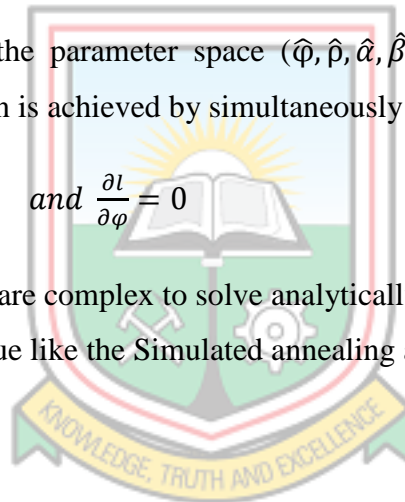 the parameter space (φ̂, ρ̂, α̂, β̂
is achieved by simultaneously
and ∂l/∂φ = 0
are complex to solve analyticall
ue like the Simulated annealing
KNOWLEDGE, TRUTH AND EXCELLENCE